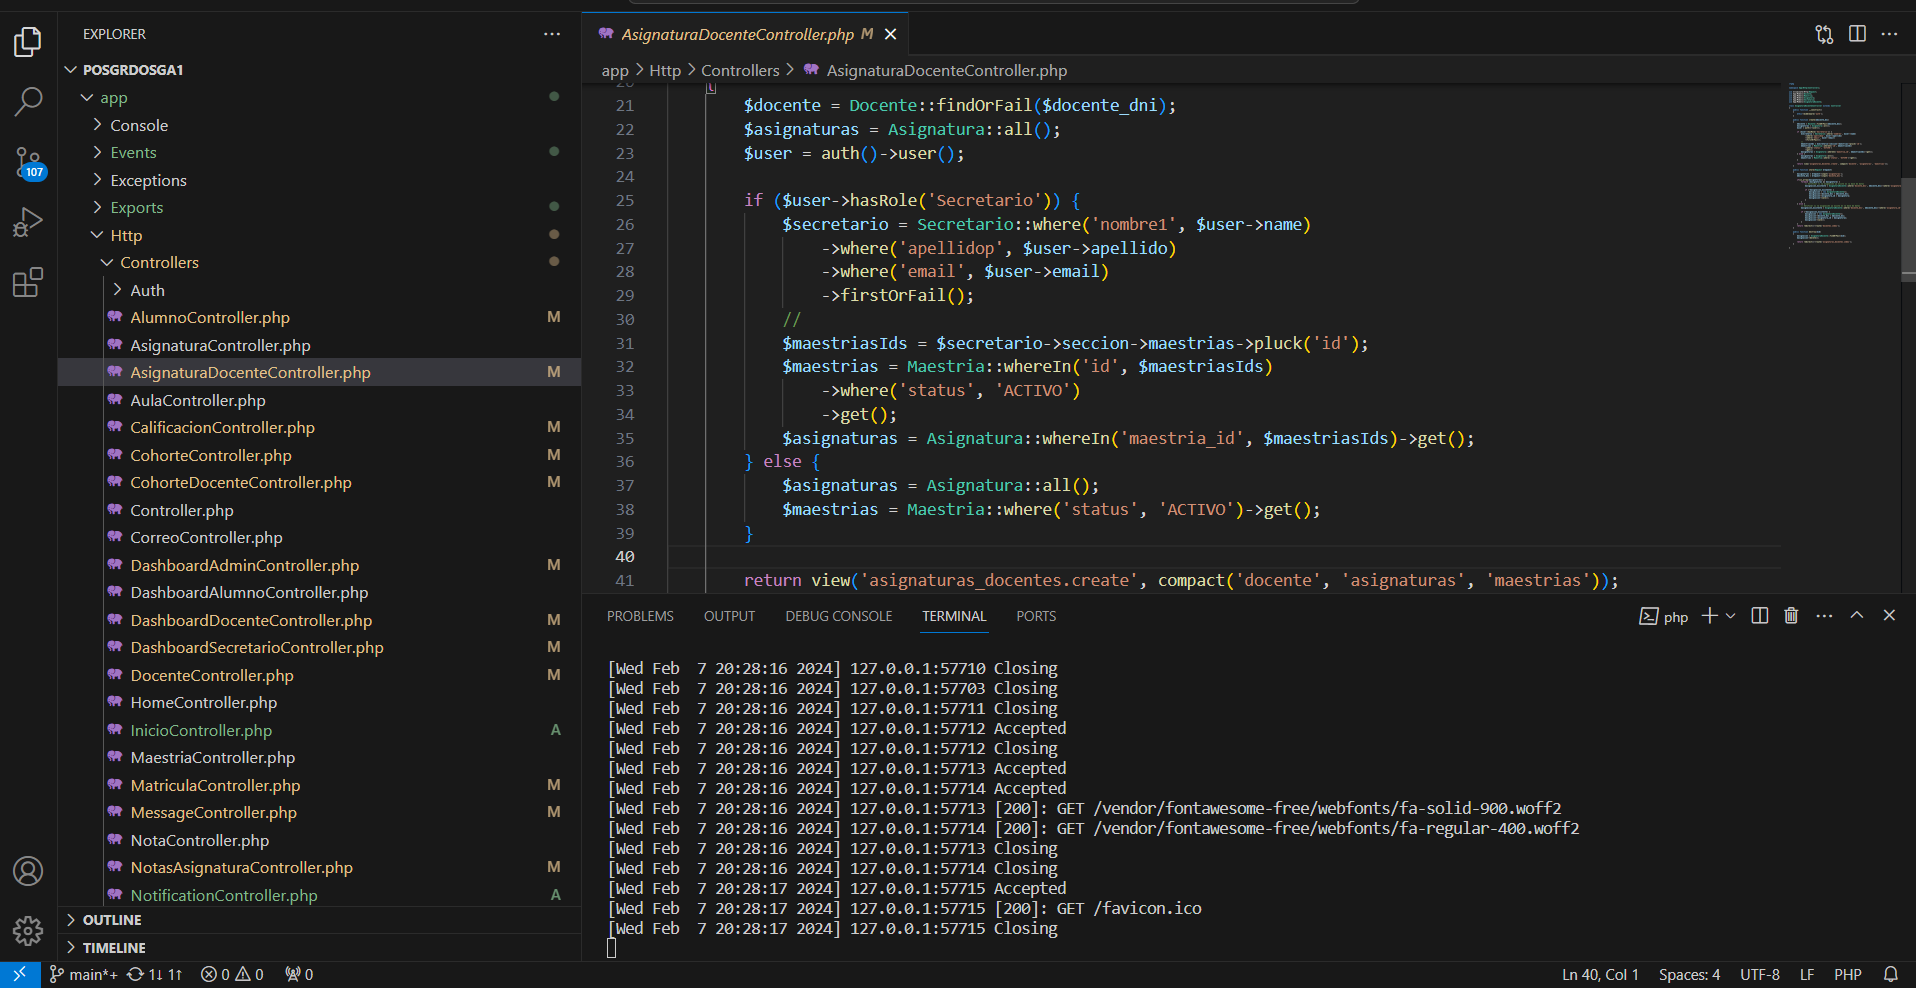 EXPLORER
POSGRDOSGA1
app
Console
Events
Exceptions
Exports
Http
Controllers
Auth
AlumnoController.php M
AsignaturaController.php
AsignaturaDocenteController.php M
AulaController.php
CalificacionController.php M
CohorteController.php M
CohorteDocenteController.php M
Controller.php
CorreoController.php
DashboardAdminController.php M
DashboardAlumnoController.php
DashboardDocenteController.php M
DashboardSecretarioController.php M
DocenteController.php M
HomeController.php
InicioController.php A
MaestriaController.php
MatriculaController.php M
MessageController.php M
NotaController.php
NotasAsignaturaController.php M
NotificationController.php A
OUTLINE
TIMELINE
107
AsignaturaDocenteController.php M
app > Http > Controllers > AsignaturaDocenteController.php
20 {
21 $docente = Docente::findOrFail($docente_dni);
22 $asignaturas = Asignatura::all();
23 $user = auth()->user();
24
25 if ($user->hasRole('Secretario')) {
26 $secretario = Secretario::where('nombre1', $user->name)
27 ->where('apellidop', $user->apellido)
28 ->where('email', $user->email)
29 ->firstOrFail();
30 //
31 $maestriasIds = $secretario->seccion->maestrias->pluck('id');
32 $maestrias = Maestria::whereIn('id', $maestriasIds)
33 ->where('status', 'ACTIVO')
34 ->get();
35 $asignaturas = Asignatura::whereIn('maestria_id', $maestriasIds)->get();
36 } else {
37 $asignaturas = Asignatura::all();
38 $maestrias = Maestria::where('status', 'ACTIVO')->get();
39 }
40
41 return view('asignaturas_docentes.create', compact('docente', 'asignaturas', 'maestrias'));
PROBLEMS OUTPUT DEBUG CONSOLE TERMINAL PORTS php
[Wed Feb  7 20:28:16 2024] 127.0.0.1:57710 Closing
[Wed Feb  7 20:28:16 2024] 127.0.0.1:57703 Closing
[Wed Feb  7 20:28:16 2024] 127.0.0.1:57711 Closing
[Wed Feb  7 20:28:16 2024] 127.0.0.1:57712 Accepted
[Wed Feb  7 20:28:16 2024] 127.0.0.1:57712 Closing
[Wed Feb  7 20:28:16 2024] 127.0.0.1:57713 Accepted
[Wed Feb  7 20:28:16 2024] 127.0.0.1:57714 Accepted
[Wed Feb  7 20:28:16 2024] 127.0.0.1:57713 [200]: GET /vendor/fontawesome-free/webfonts/fa-solid-900.woff2
[Wed Feb  7 20:28:16 2024] 127.0.0.1:57714 [200]: GET /vendor/fontawesome-free/webfonts/fa-regular-400.woff2
[Wed Feb  7 20:28:16 2024] 127.0.0.1:57713 Closing
[Wed Feb  7 20:28:16 2024] 127.0.0.1:57714 Closing
[Wed Feb  7 20:28:17 2024] 127.0.0.1:57715 Accepted
[Wed Feb  7 20:28:17 2024] 127.0.0.1:57715 [200]: GET /favicon.ico
[Wed Feb  7 20:28:17 2024] 127.0.0.1:57715 Closing
main*+ 1↓ 1↑ 0 0 0 Ln 40, Col 1 Spaces: 4 UTF-8 LF PHP